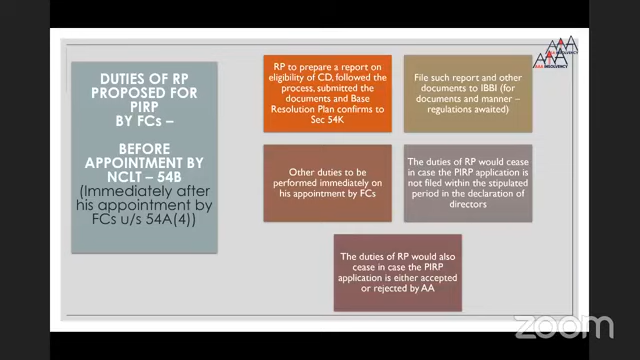 DUTIES OF RP
PROPOSED FOR
PIRP
BY FCs –
BEFORE
APPOINTMENT BY
NCLT – 54B
(Immediately after
his appointment by
FCs u/s 54A(4))
RP to prepare a report on
eligibility of CD, followed the
process, submitted the
documents and Base
Resolution Plan confirms to
Sec 54K
File such report and other
documents to IBBI (for
documents and manner –
regulations awaited)
Other duties to be
performed immediately on
his appointment by FCs
The duties of RP would cease in
case the PIRP application is
not filed within the stipulated
period in the declaration of
directors
The duties of RP would also
cease in case the PIRP
application is either accepted
or rejected by AA
AAA INSOLVENCY
zoom